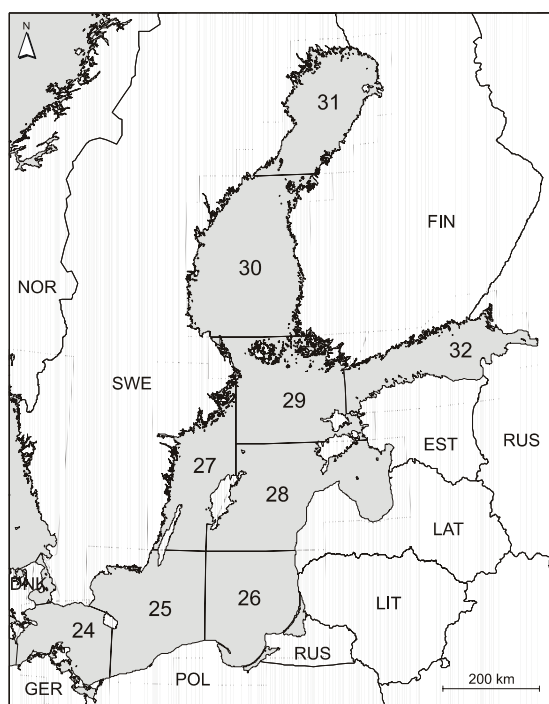 N
31
FIN
30
NOR
32
SWE
29
EST
RUS
27
28
LAT
DNK
25
26
LIT
24
RUS
200 km
GER
POL